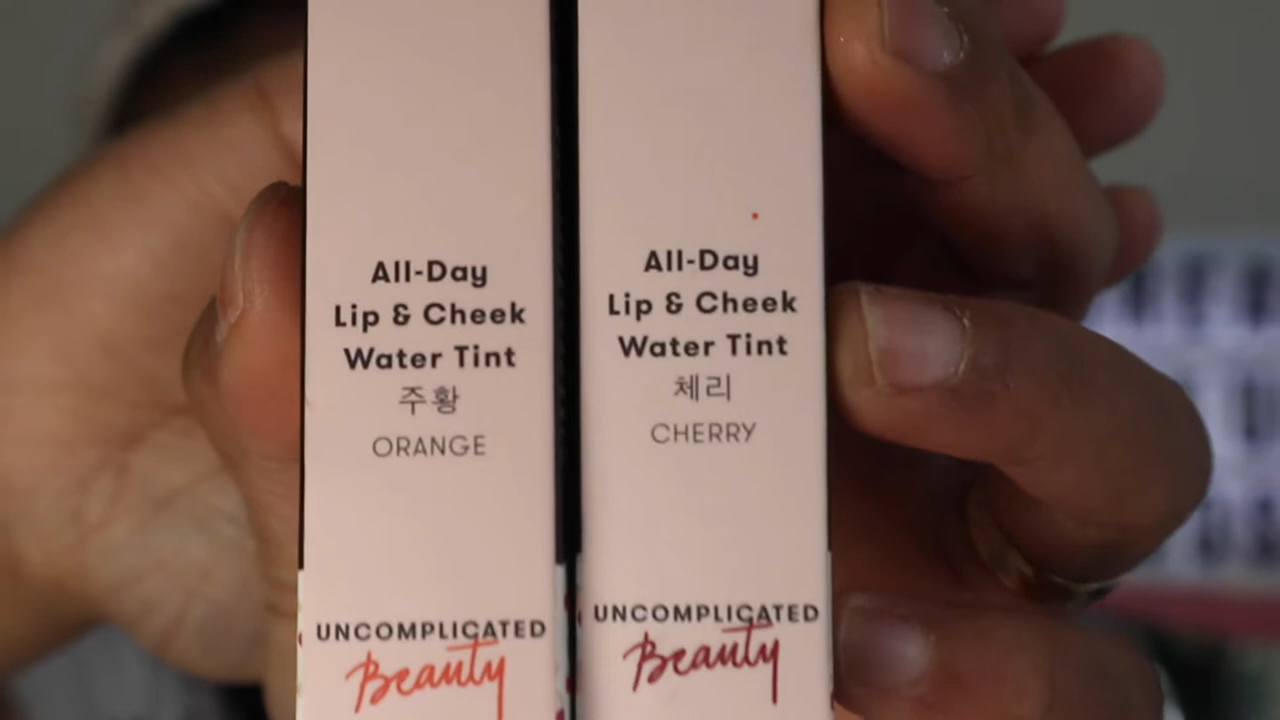 All-Day
Lip & Cheek
Water Tint
주황
ORANGE
UNCOMPLICATED
Beauty
All-Day
Lip & Cheek
Water Tint
체리
CHERRY
UNCOMPLICATED
Beauty